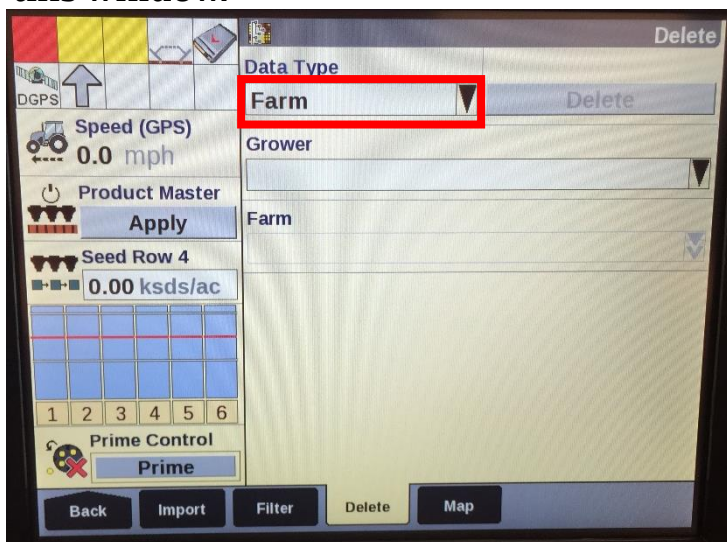 Delete
Data Type
Farm
Delete
DGPS
Speed (GPS)
0.0 mph
Grower
Product Master
Apply
Farm
Seed Row 4
0.00 ksds/ac
1 2 3 4 5 6
Prime Control
Prime
Back
Import
Filter
Delete
Map